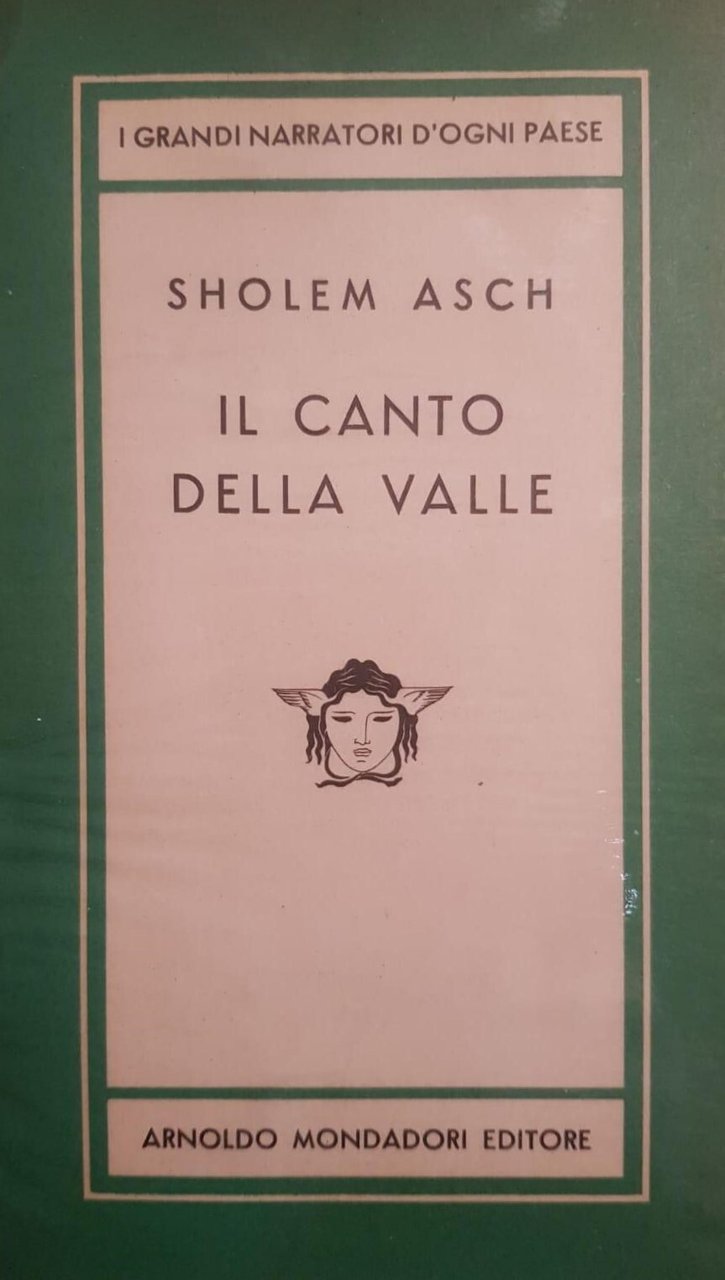 I GRANDI NARRATORI D'OGNI PAESE
SHOLEM ASCH
IL CANTO
DELLA VALLE
ARNOLDO MONDADORI EDITORE